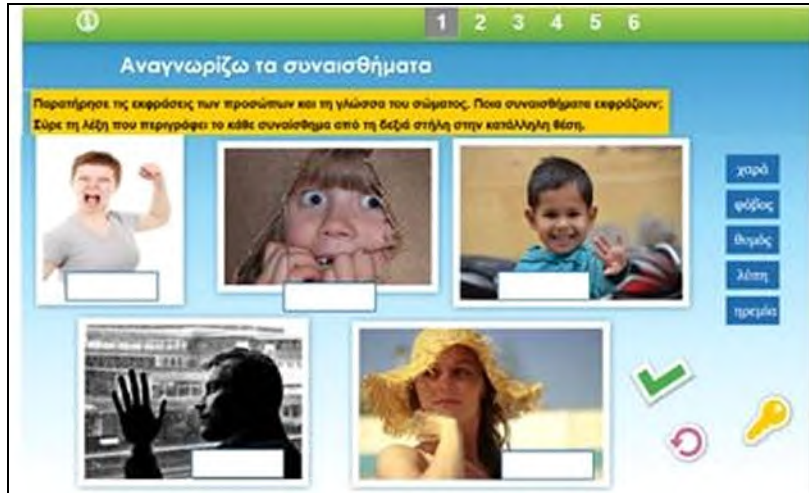 1 2 3 4 5 6
Αναγνωρίζω τα συναισθήματα
Παρατήρησε τις εκφράσεις των προσώπων και τη γλώσσα του σώματος. Ποια συναισθήματα εκφράζουν;
Σύρε τη λέξη που περιγράφει το κάθε συναίσθημα από τη δεξιά στήλη στην κατάλληλη θέση.
χαρά
φόβος
θυμός
λύπη
ηρεμία